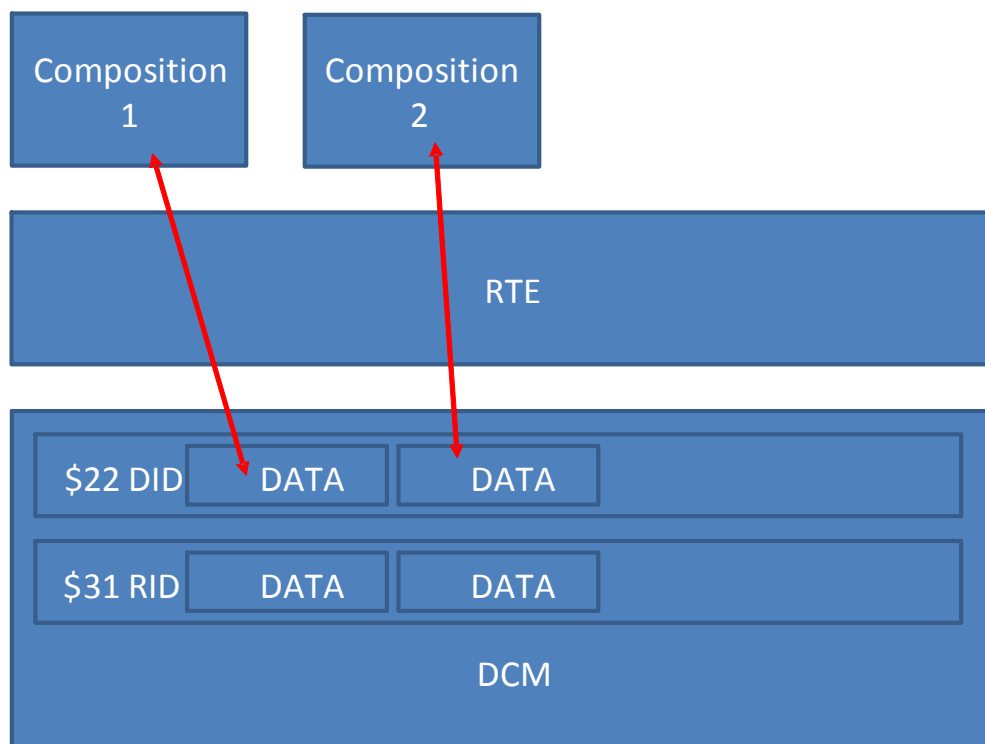 Composition
1
Composition
2
RTE
$22 DID DATA DATA
$31 RID DATA DATA
DCM